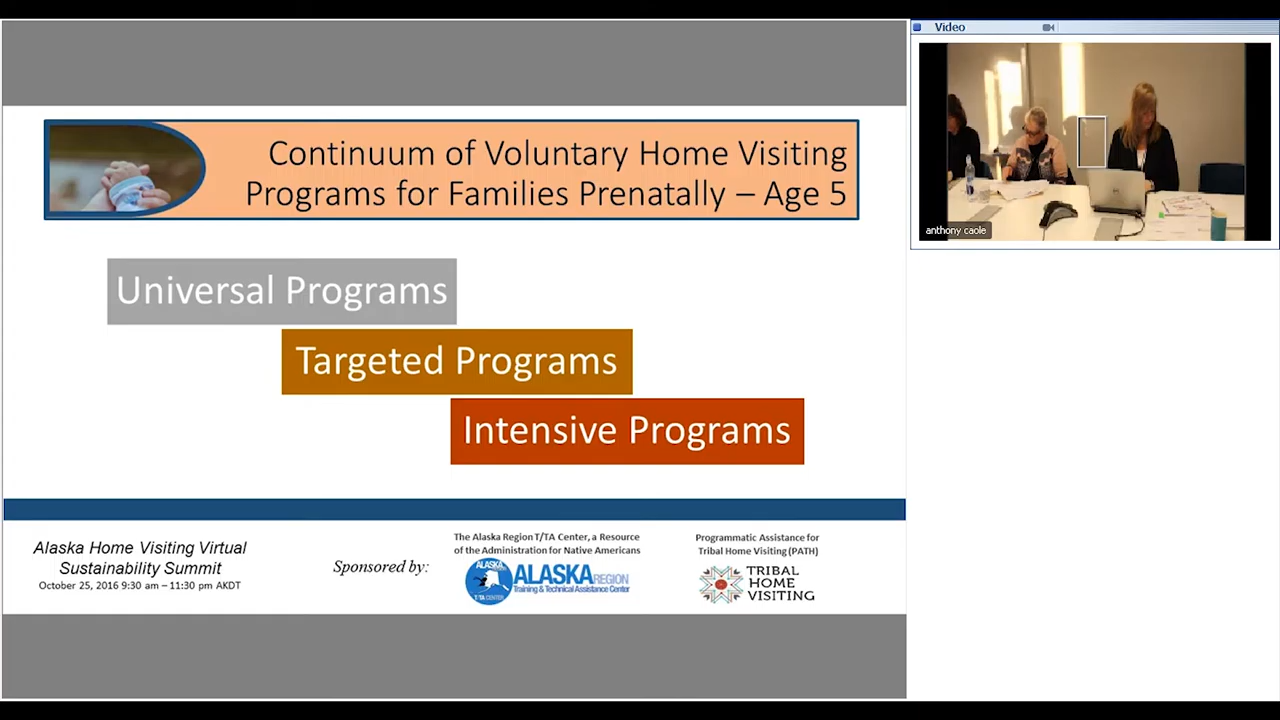 Video
Continuum of Voluntary Home Visiting
Programs for Families Prenatally – Age 5
anthony caole
Universal Programs
Targeted Programs
Intensive Programs
Alaska Home Visiting Virtual
Sustainability Summit
October 25, 2016 9:30 am – 11:30 pm AKDT
Sponsored by:
The Alaska Region T/TA Center, a Resource
of the Administration for Native Americans
ALASKA
T/TA CENTER
ALASKA REGION
Training & Technical Assistance Center
Programmatic Assistance for
Tribal Home Visiting (PATH)
TRIBAL
HOME
VISITING